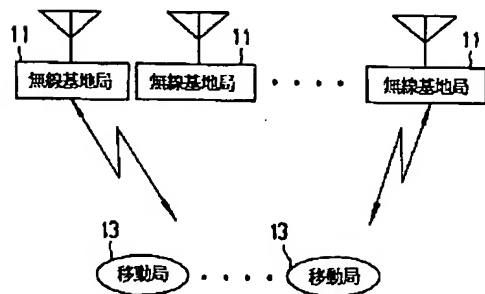 11 11 11
無線基地局 無線基地局 ・・・・ 無線基地局
13 13
移動局 ・・・・ 移動局